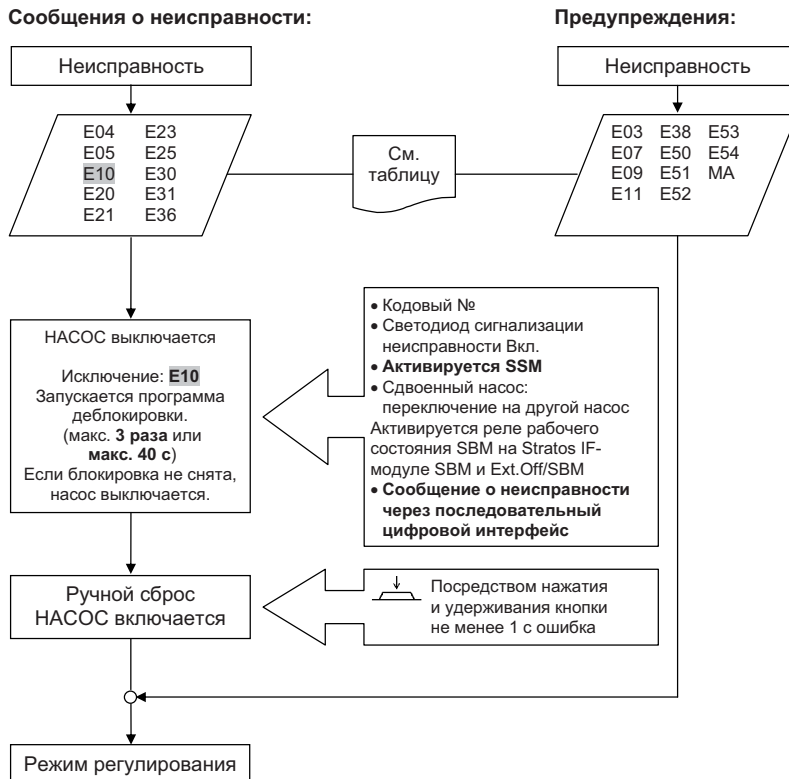 Сообщения о неисправности:
Предупреждения:
Неисправность
Неисправность
E04 E23
E05 E25
E10 E30
E20 E31
E21 E36
См.
таблицу
E03 E38 E53
E07 E50 E54
E09 E51 MA
E11 E52
НАСОС выключается
Исключение: E10
Запускается программа
деблокировки.
(макс. 3 раза или
макс. 40 с)
Если блокировка не снята,
насос выключается.
• Кодовый №
• Светодиод сигнализации
неисправности Вкл.
• Активируется SSM
• Сдвоенный насос:
переключение на другой насос
Активируется реле рабочего
состояния SBM на Stratos IF-
модуле SBM и Ext.Off/SBM
• Сообщение о неисправности
через последовательный
цифровой интерфейс
Ручной сброс
НАСОС включается
Посредством нажатия
и удерживания кнопки
не менее 1 с ошибка
Режим регулирования